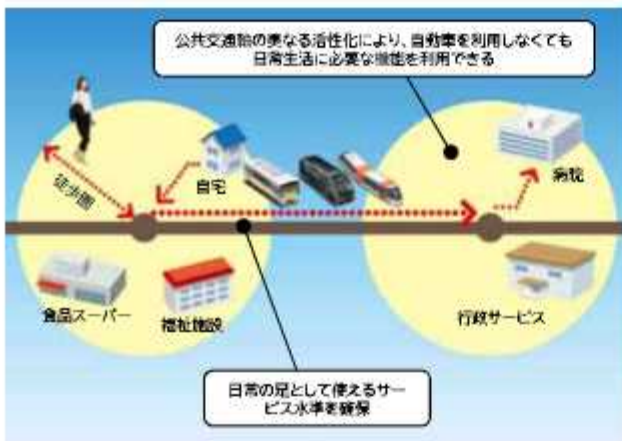 公共交通軸の更なる活性化により、自動車を利用しなくても
日常生活に必要な機能を利用できる
徒歩圏
自宅
病院
食品スーパー
福祉施設
行政サービス
日常の足として使えるサー
ビス水準を確保